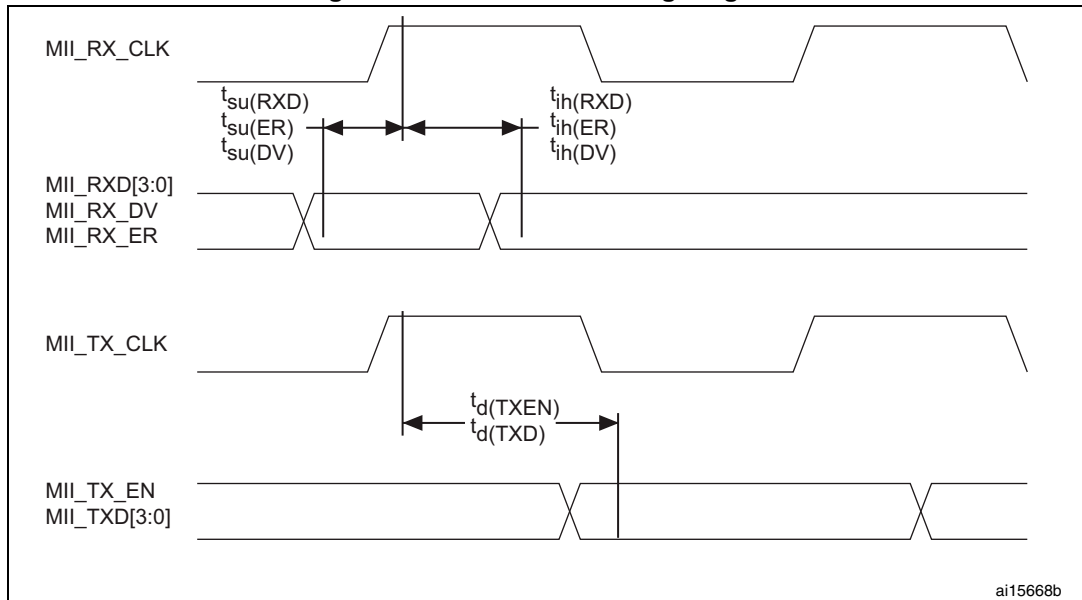 MII_RX_CLK
tsu(RXD)
tsu(ER)
tsu(DV)
tih(RXD)
tih(ER)
tih(DV)
MII_RXD[3:0]
MII_RX_DV
MII_RX_ER
MII_TX_CLK
td(TXEN)
td(TXD)
MII_TX_EN
MII_TXD[3:0]
ai15668b